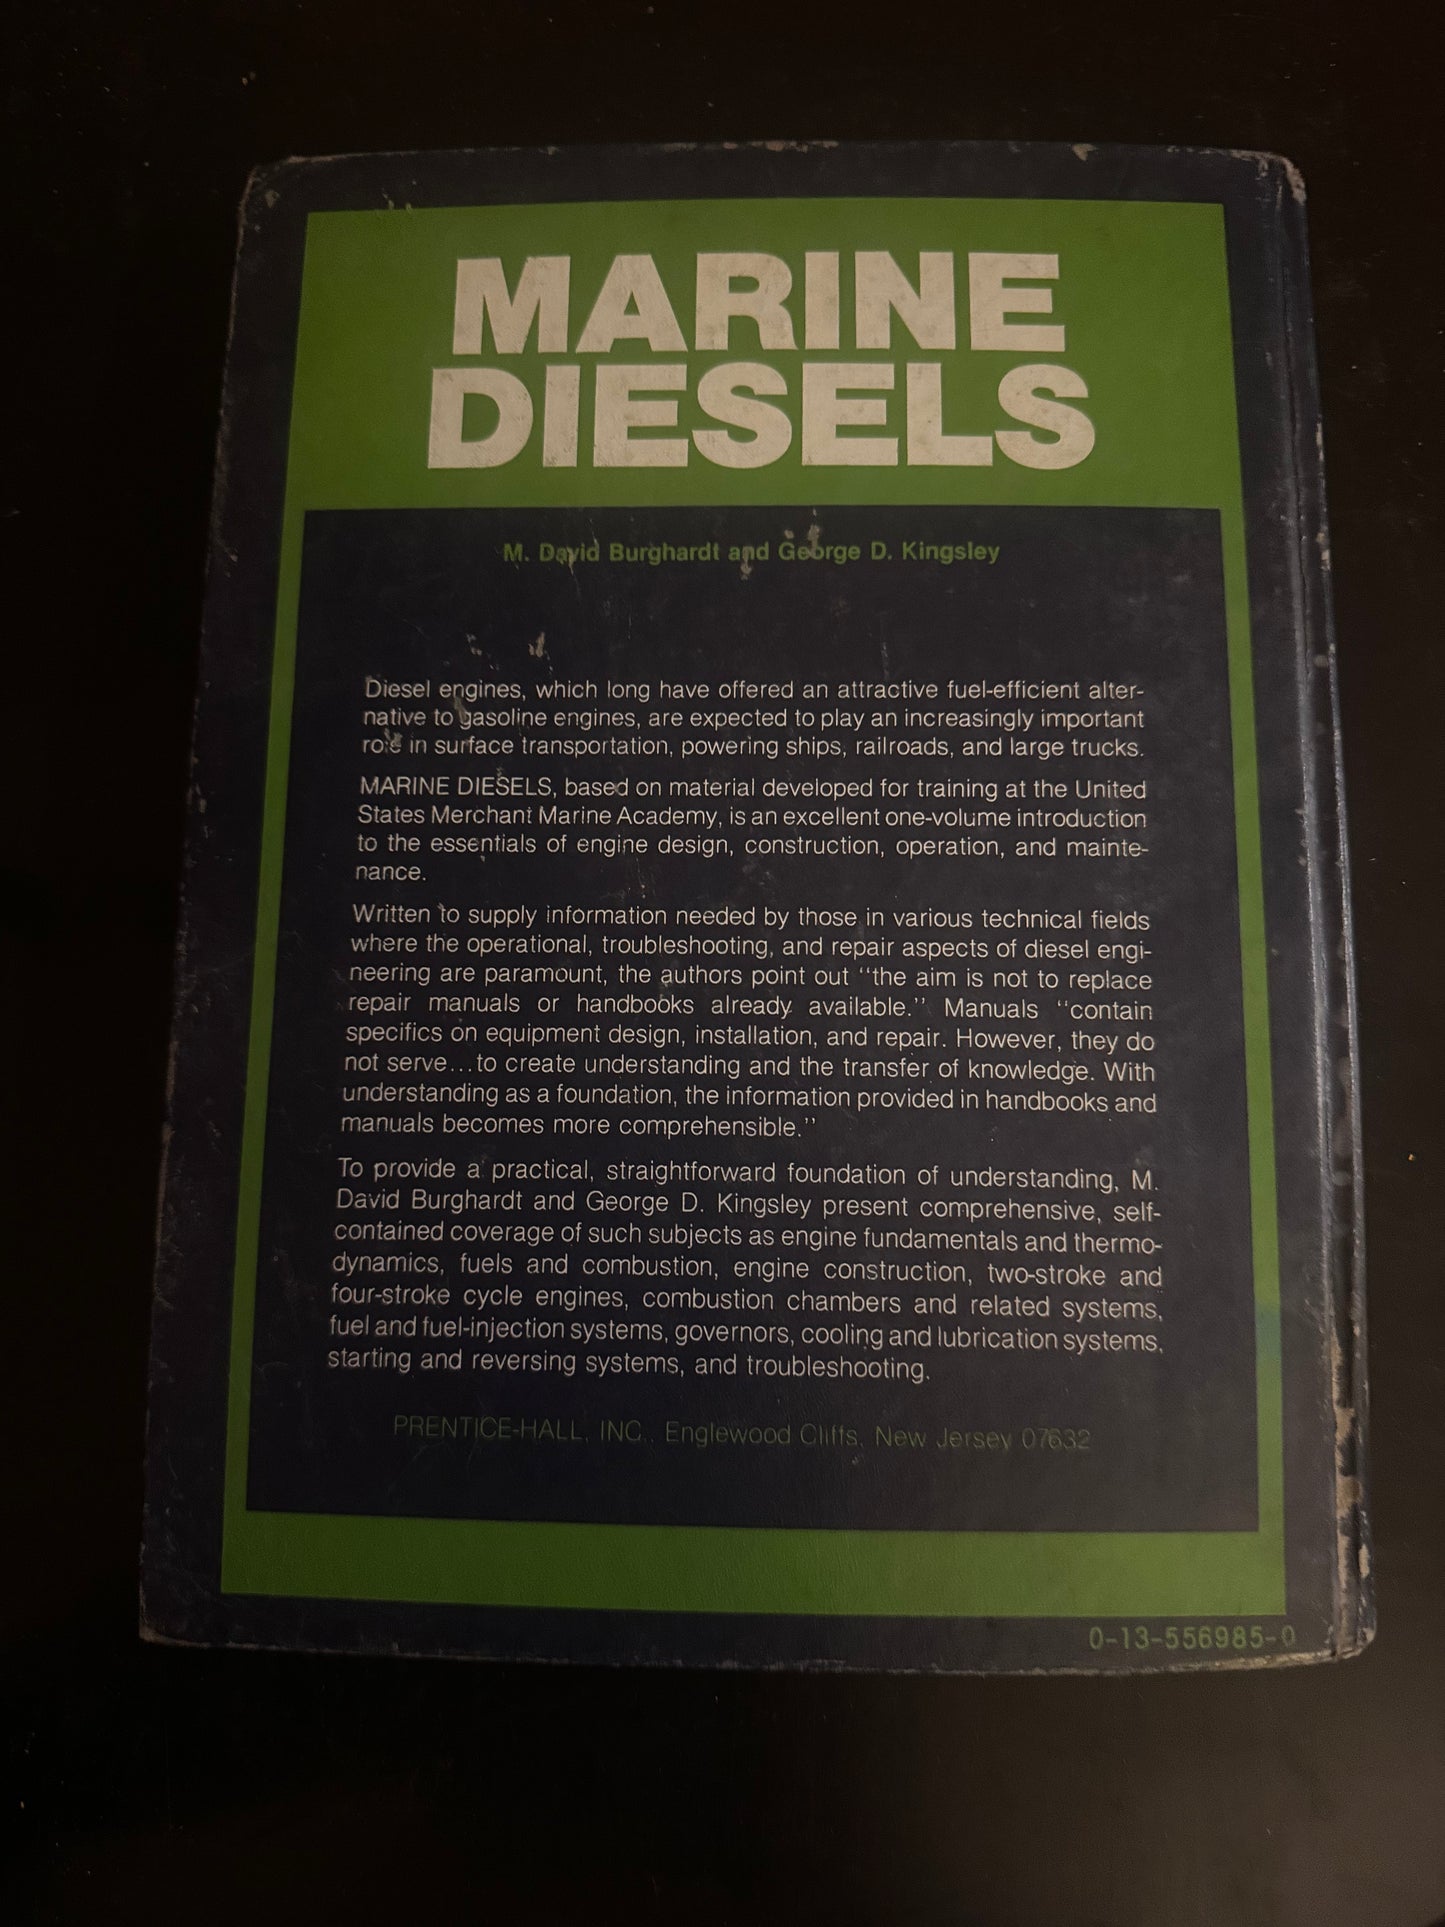 MARINE
DIESELS
M. David Burghardt and George D. Kingsley
Diesel engines, which long have offered an attractive fuel-efficient alter-
native to gasoline engines, are expected to play an increasingly important
role in surface transportation, powering ships, railroads, and large trucks.
MARINE DIESELS, based on material developed for training at the United
States Merchant Marine Academy, is an excellent one-volume introduction
to the essentials of engine design, construction, operation, and mainte-
nance.
Written to supply information needed by those in various technical fields
where the operational, troubleshooting, and repair aspects of diesel engi-
neering are paramount, the authors point out ‘‘the aim is not to replace
repair manuals or handbooks already available.’’ Manuals ‘‘contain
specifics on equipment design, installation, and repair. However, they do
not serve...to create understanding and the transfer of knowledge. With
understanding as a foundation, the information provided in handbooks and
manuals becomes more comprehensible.’’
To provide a practical, straightforward foundation of understanding, M.
David Burghardt and George D. Kingsley present comprehensive, self-
contained coverage of such subjects as engine fundamentals and thermo-
dynamics, fuels and combustion, engine construction, two-stroke and
four-stroke cycle engines, combustion chambers and related systems,
fuel and fuel-injection systems, governors, cooling and lubrication systems,
starting and reversing systems, and troubleshooting.
PRENTICE-HALL, INC., Englewood Cliffs, New Jersey 07632
0-13-556985-0